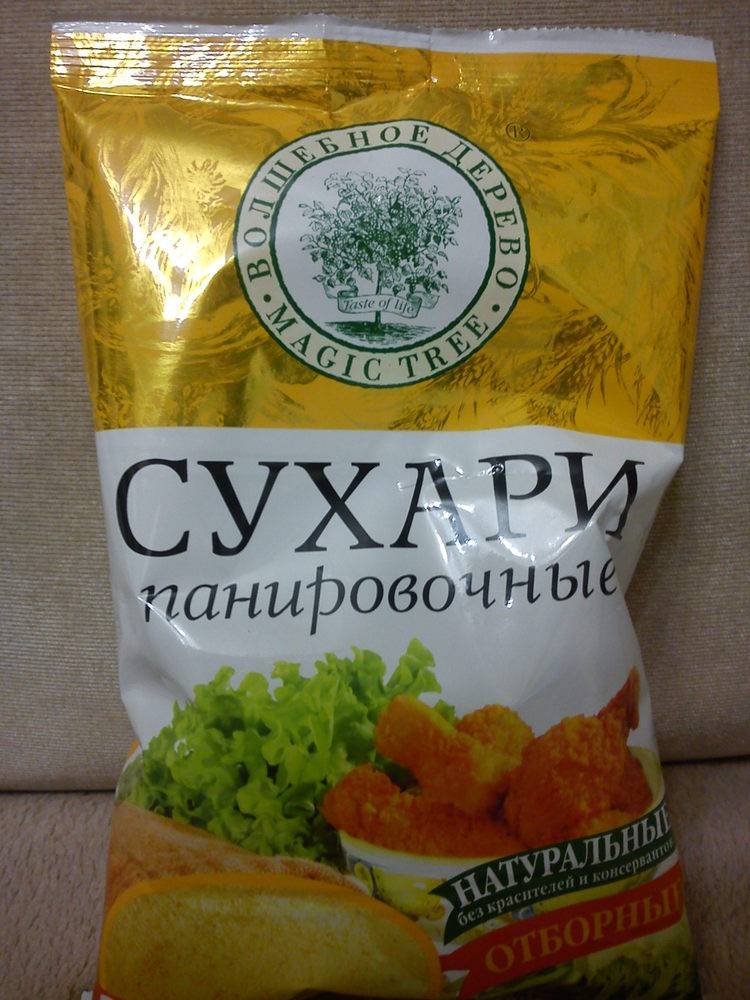 ВОЛШЕБНОЕ ДЕРЕВО
®
Taste of life
MAGIC TREE
СУХАРИ
панировочные
НАТУРАЛЬНЫЕ
без красителей и консервантов
ОТБОРНЫЕ